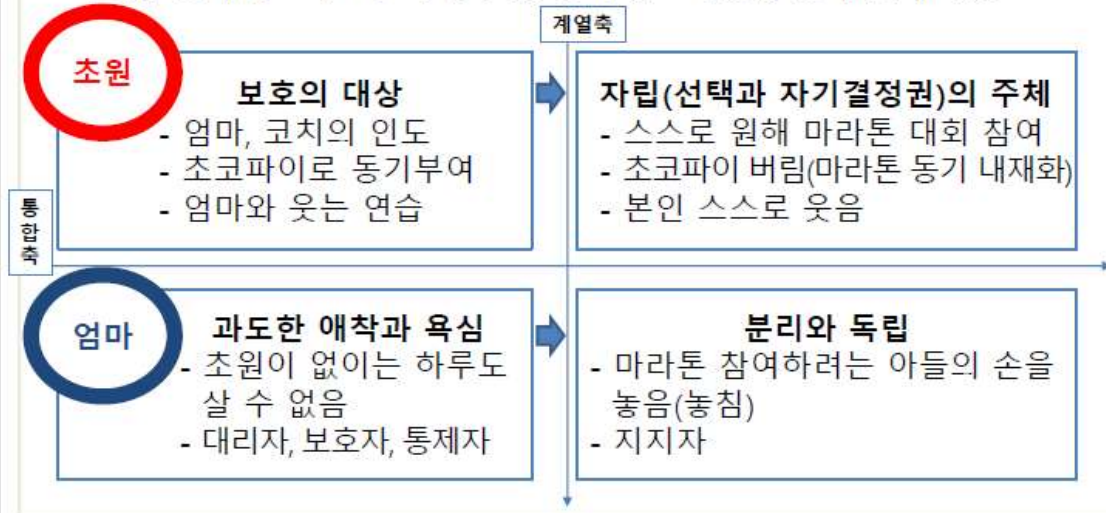 계열축
초원
보호의 대상
- 엄마, 코치의 인도
- 초코파이로 동기부여
- 엄마와 웃는 연습
자립(선택과 자기결정권)의 주체
- 스스로 원해 마라톤 대회 참여
- 초코파이 버림(마라톤 동기 내재화)
- 본인 스스로 웃음
통
합
축
엄마
과도한 애착과 욕심
- 초원이 없이는 하루도
살 수 없음
- 대리자, 보호자, 통제자
분리와 독립
- 마라톤 참여하려는 아들의 손을
놓음(놓침)
- 지지자